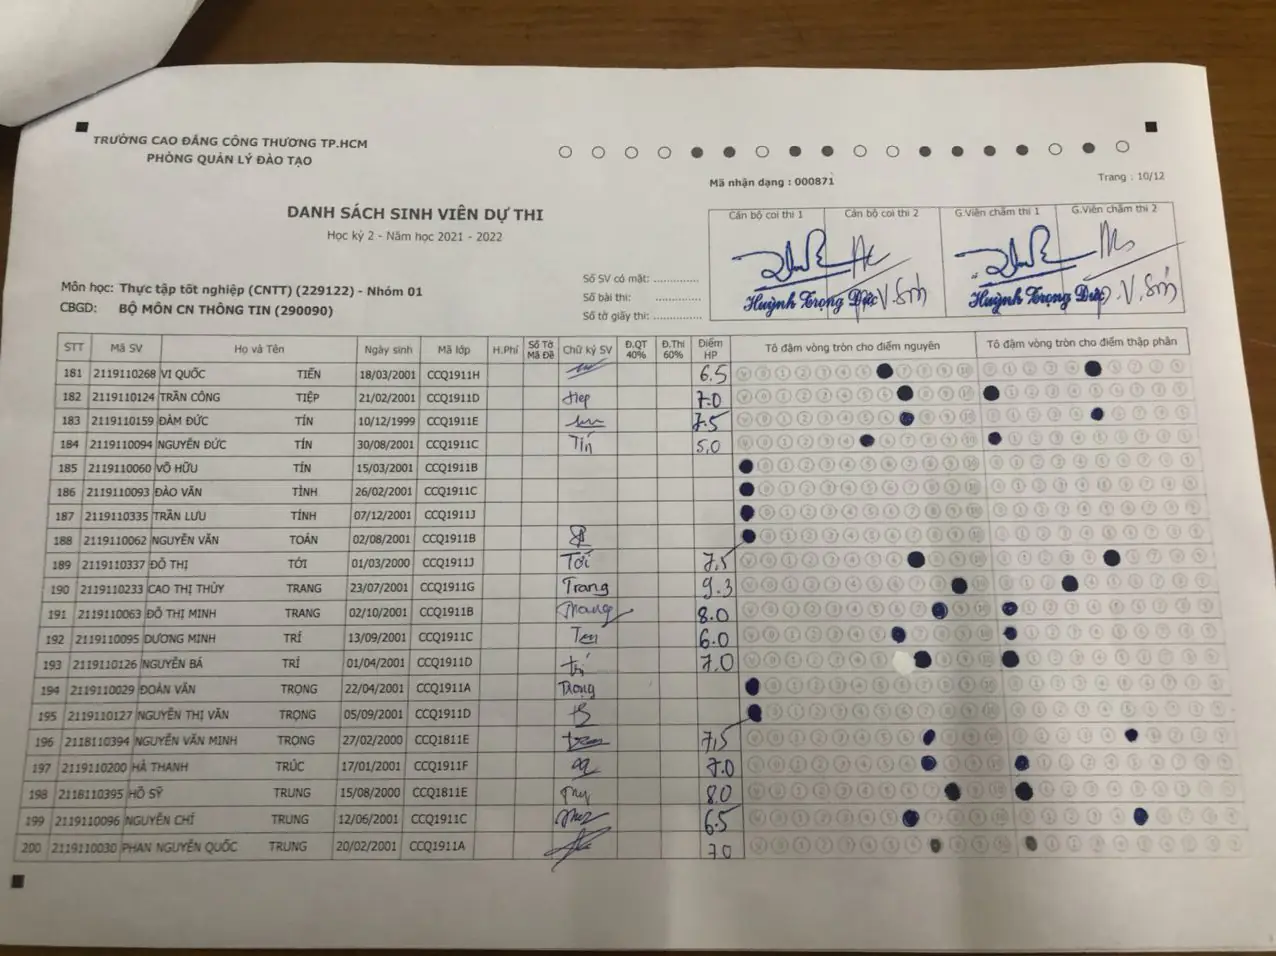 TRƯỜNG CAO ĐẲNG CÔNG THƯƠNG TP.HCM
PHÒNG QUẢN LÝ ĐÀO TẠO
Mã nhận dạng : 000871
Trang : 10/12
DANH SÁCH SINH VIÊN DỰ THI
Học kỳ 2 - Năm học 2021 - 2022
Cán bộ coi thi 1 Cán bộ coi thi 2 G.Viên chấm thi 1 G.Viên chấm thi 2
Số SV có mặt: .............
Số bài thi: .............
Số tờ giấy thi: .............
Huỳnh Trọng Đức V. Sính Huỳnh Trọng Đức V. Sính
Môn học: Thực tập tốt nghiệp (CNTT) (229122) - Nhóm 01
CBGD: BỘ MÔN CN THÔNG TIN (290090)
STT Mã SV Họ và Tên Ngày sinh Mã lớp H.Phí Số Tờ Mã Đề Chữ ký SV Đ.QT 40% Đ.Thi 60% Điểm HP Tô đậm vòng tròn cho điểm nguyên Tô đậm vòng tròn cho điểm thập phân
181 2119110268 VI QUỐC TIẾN 18/03/2001 CCQ1911H 6.5
182 2119110124 TRẦN CÔNG TIỆP 21/02/2001 CCQ1911D tiep 7.0
183 2119110159 ĐÀM ĐỨC TÍN 10/12/1999 CCQ1911E 7.5
184 2119110094 NGUYỄN ĐỨC TÍN 30/08/2001 CCQ1911C Tín 5.0
185 2119110060 VÕ HỮU TÍN 15/03/2001 CCQ1911B
186 2119110093 ĐÀO VĂN TÌNH 26/02/2001 CCQ1911C
187 2119110335 TRẦN LƯU TÍNH 07/12/2001 CCQ1911J
188 2119110062 NGUYỄN VĂN TOÁN 02/08/2001 CCQ1911B
189 2119110337 ĐỖ THỊ TỚI 01/03/2000 CCQ1911J Tới 7,5
190 2119110233 CAO THỊ THÙY TRANG 23/07/2001 CCQ1911G Trang 9.3
191 2119110063 ĐỖ THỊ MINH TRANG 02/10/2001 CCQ1911B Trang 8.0
192 2119110095 DƯƠNG MINH TRÍ 13/09/2001 CCQ1911C 6.0
193 2119110126 NGUYỄN BÁ TRÍ 01/04/2001 CCQ1911D trí 7.0
194 2119110029 ĐOÀN VĂN TRỌNG 22/04/2001 CCQ1911A Trọng
195 2119110127 NGUYỄN THỊ VĂN TRỌNG 05/09/2001 CCQ1911D
196 2118110394 NGUYỄN VĂN MINH TRỌNG 27/02/2000 CCQ1811E 7,5
197 2119110200 HÀ THANH TRÚC 17/01/2001 CCQ1911F 7.0
198 2118110395 HỒ SỸ TRUNG 15/08/2000 CCQ1811E 8.0
199 2119110096 NGUYỄN CHÍ TRUNG 12/06/2001 CCQ1911C 6.5
200 2119110030 PHAN NGUYỄN QUỐC TRUNG 20/02/2001 CCQ1911A 7.0